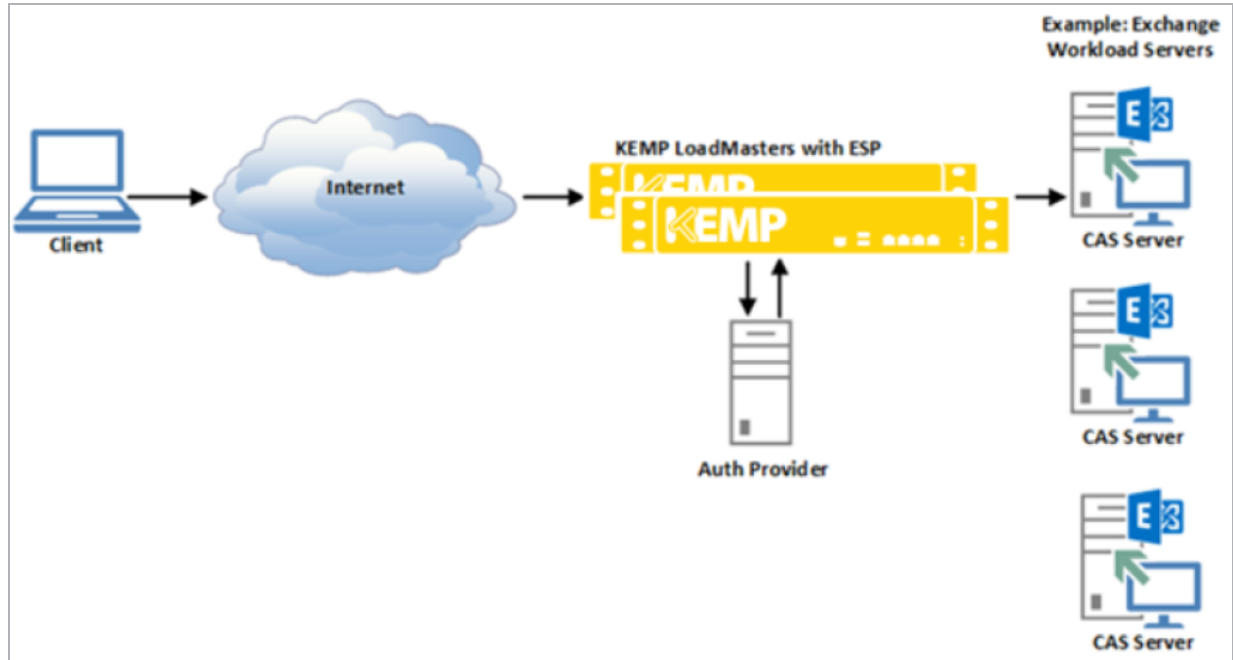 Example: Exchange
Workload Servers
KEMP LoadMasters with ESP
Internet
Client
KEMP
KEMP
E
CAS Server
E
CAS Server
Auth Provider
E
CAS Server